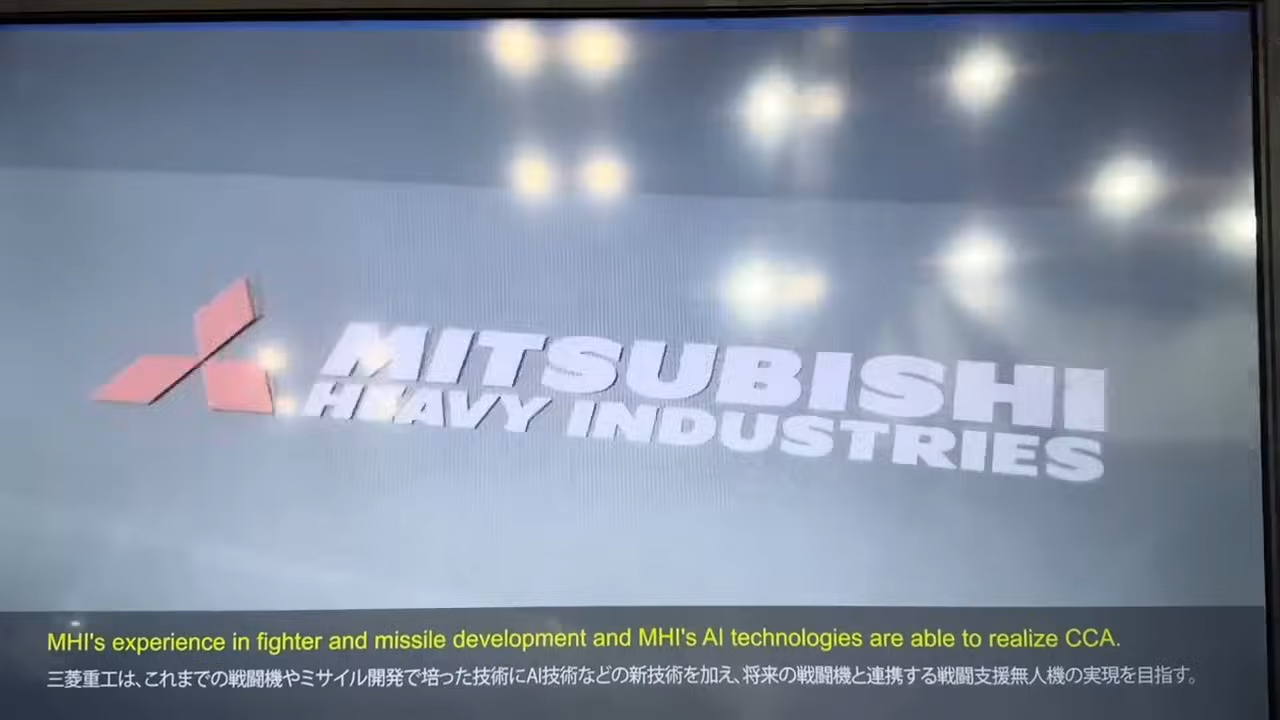 MITSUBISHI
HEAVY INDUSTRIES
MHI's experience in fighter and missile development and MHI's AI technologies are able to realize CCA.
三菱重工は、これまでの戦闘機やミサイル開発で培った技術にAI技術などの新技術を加え、将来の戦闘機と連携する戦闘支援無人機の実現を目指す。